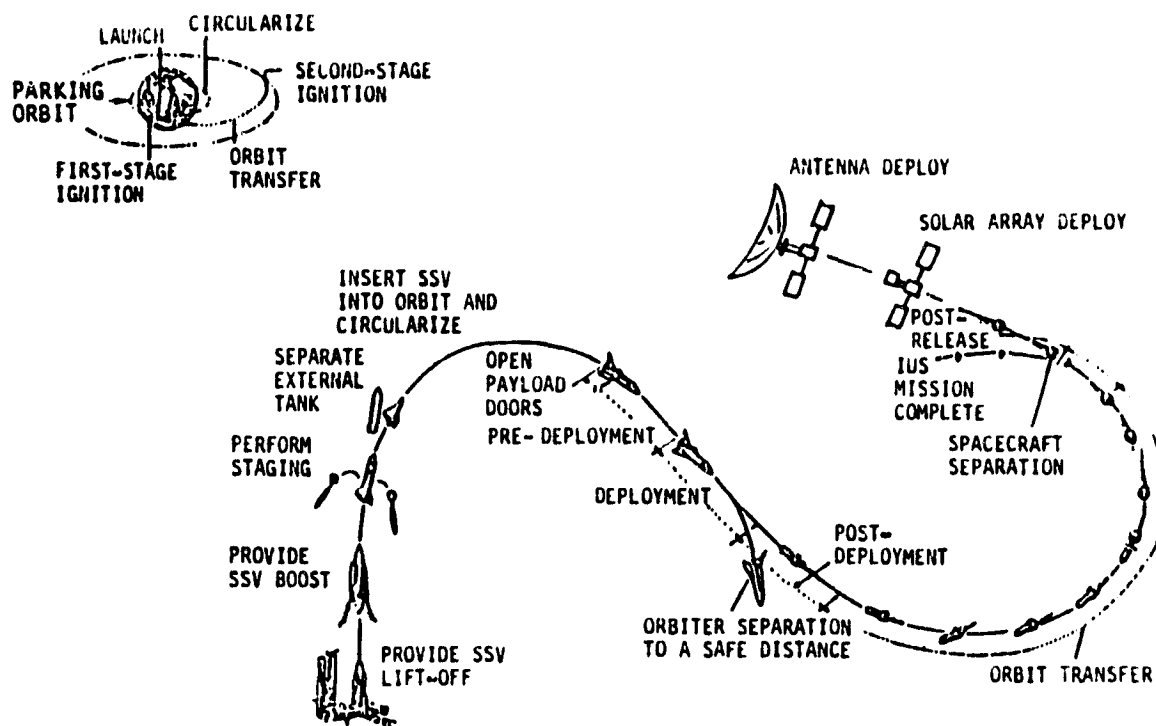 LAUNCH
CIRCULARIZE
PARKING
ORBIT
SECOND-STAGE
IGNITION
FIRST-STAGE
IGNITION
ORBIT
TRANSFER
ANTENNA DEPLOY
SOLAR ARRAY DEPLOY
INSERT SSV
INTO ORBIT AND
CIRCULARIZE
SEPARATE
EXTERNAL
TANK
OPEN
PAYLOAD
DOORS
POST-
RELEASE
IUS
MISSION
COMPLETE
PERFORM
STAGING
PRE-DEPLOYMENT
SPACECRAFT
SEPARATION
DEPLOYMENT
PROVIDE
SSV BOOST
POST-
DEPLOYMENT
ORBITER SEPARATION
TO A SAFE DISTANCE
PROVIDE SSV
LIFT-OFF
ORBIT TRANSFER